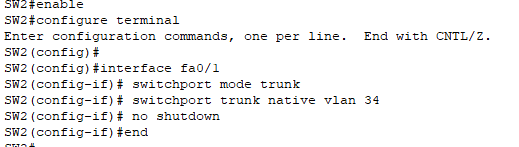 SW2#enable
SW2#configure terminal
Enter configuration commands, one per line.  End with CNTL/Z.
SW2(config)#
SW2(config)#interface fa0/1
SW2(config-if)# switchport mode trunk
SW2(config-if)# switchport trunk native vlan 34
SW2(config-if)# no shutdown
SW2(config-if)#end
SW2#